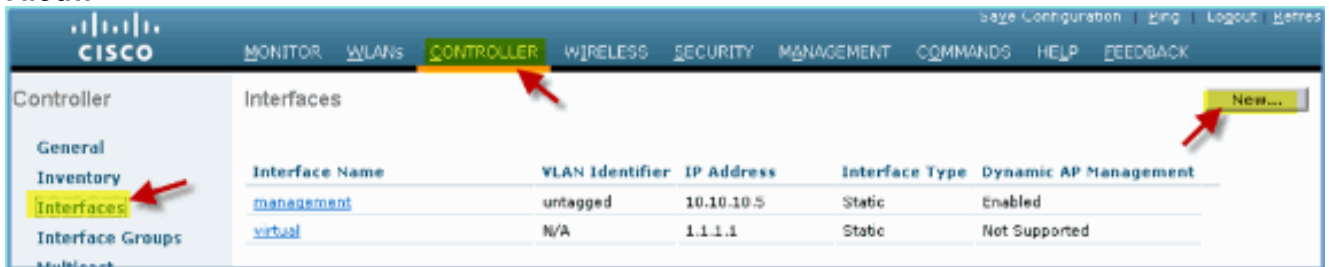 Save Configuration | Ping | Logout | Refres
CISCO MONITOR WLANs CONTROLLER WIRELESS SECURITY MANAGEMENT COMMANDS HELP FEEDBACK
Controller
Interfaces
New...
General
Inventory
Interfaces
Interface Groups
Interface Name VLAN Identifier IP Address Interface Type Dynamic AP Management
management untagged 10.10.10.5 Static Enabled
virtual N/A 1.1.1.1 Static Not Supported